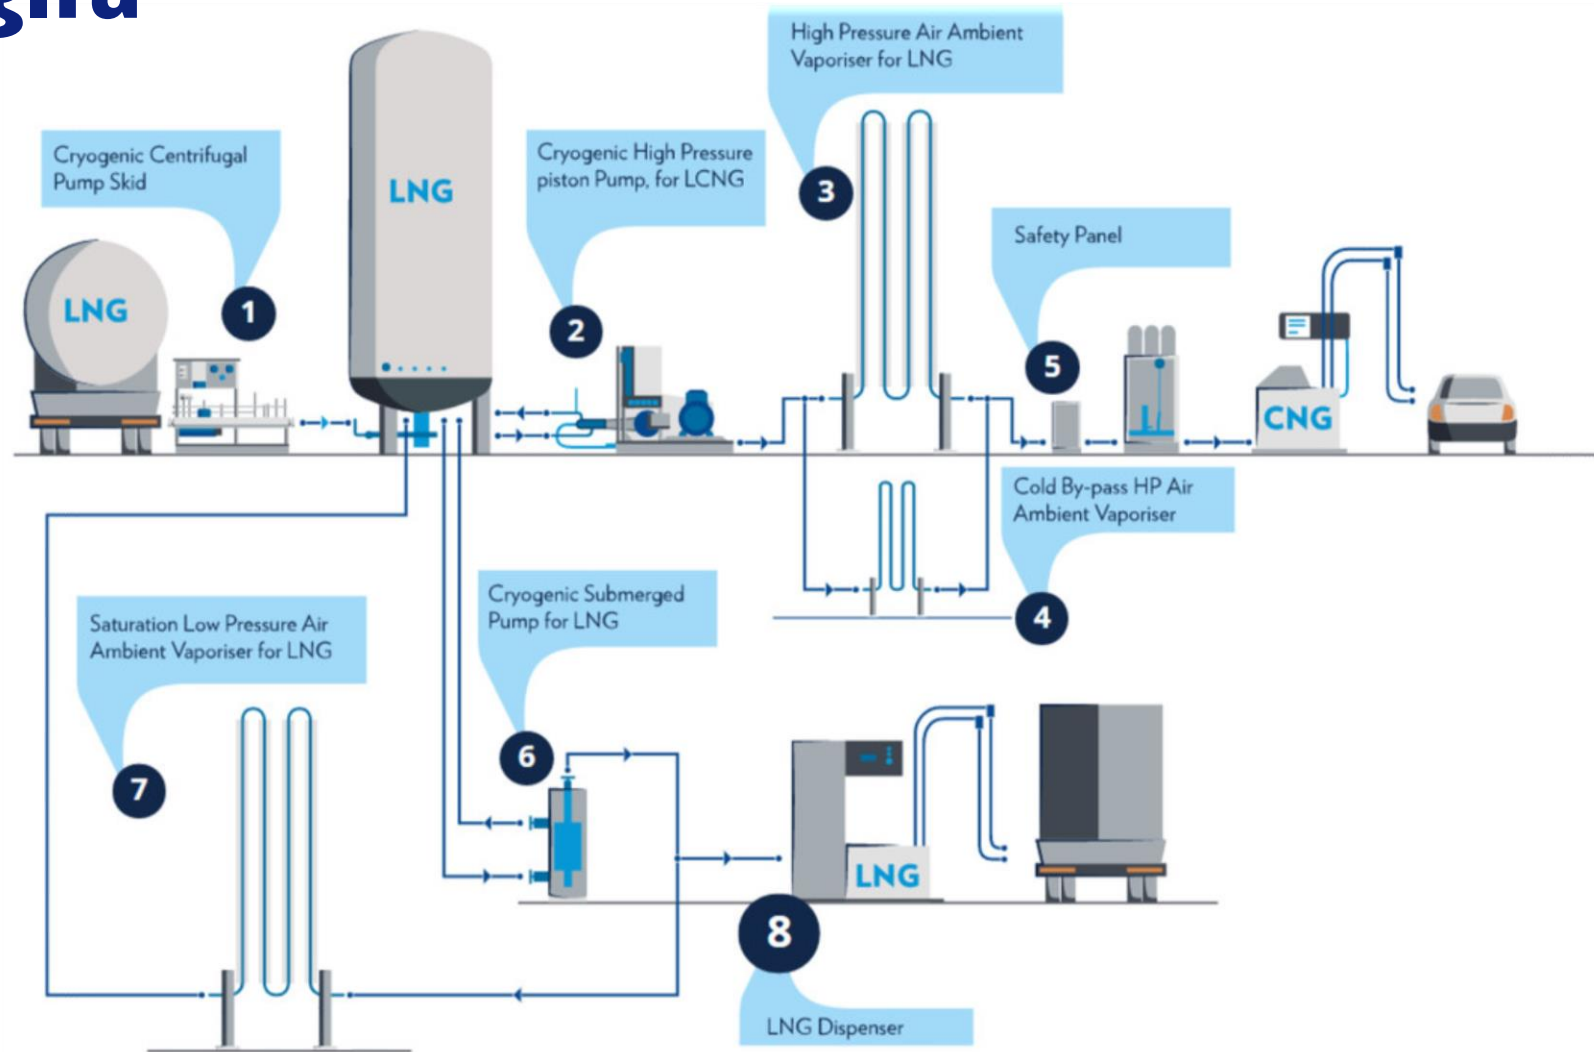 High Pressure Air Ambient
Vaporiser for LNG
Cryogenic Centrifugal
Pump Skid
Cryogenic High Pressure
piston Pump, for LCNG
LNG
3
Safety Panel
LNG
1
2
5
CNG
Cold By-pass HP Air
Ambient Vaporiser
Cryogenic Submerged
Pump for LNG
Saturation Low Pressure Air
Ambient Vaporiser for LNG
4
6
7
LNG
8
LNG Dispenser